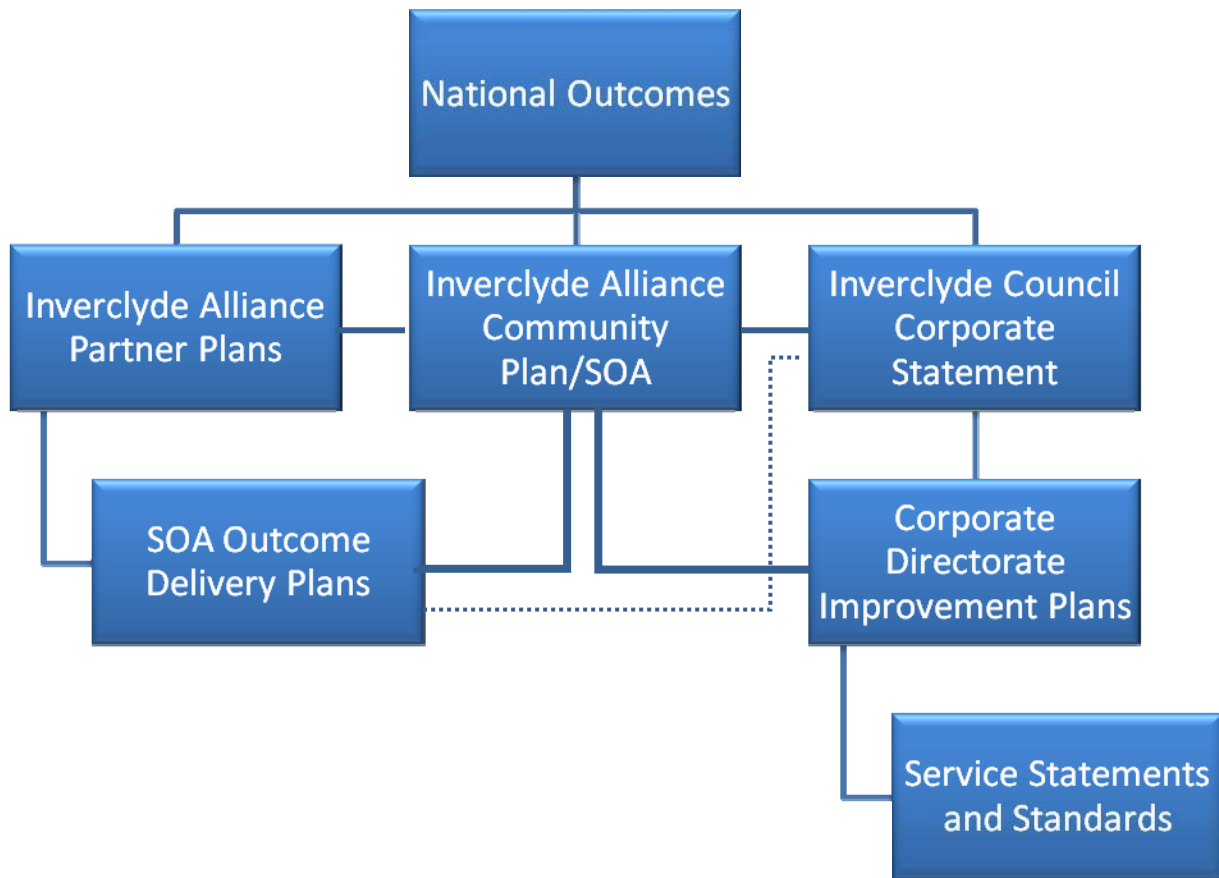 National Outcomes
Inverclyde Alliance
Partner Plans
Inverclyde Alliance
Community
Plan/SOA
Inverclyde Council
Corporate
Statement
SOA Outcome
Delivery Plans
Corporate
Directorate
Improvement Plans
Service Statements
and Standards